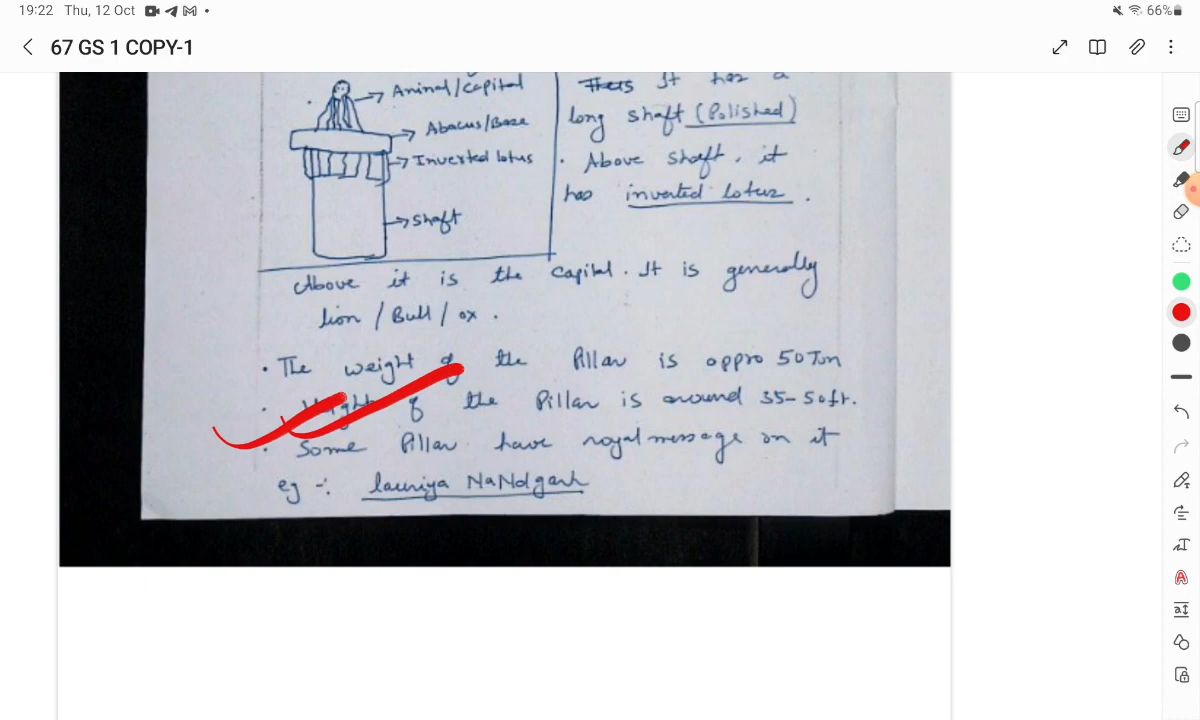 19:22 Thu, 12 Oct
66%
67 GS 1 COPY-1
Animal/Capital
Abacus/Base
Inverted lotus
Shaft
It has a
long shaft (Polished)
. Above shaft, it
has inverted lotus .
Above it is the capital. It is generally
lion / Bull / ox .
. The weight of the Pillar is appro 50 Ton
. Height of the Pillar is around 35-50ft.
. Some Pillar have royal message on it
eg -: lauriya NaNdgarh